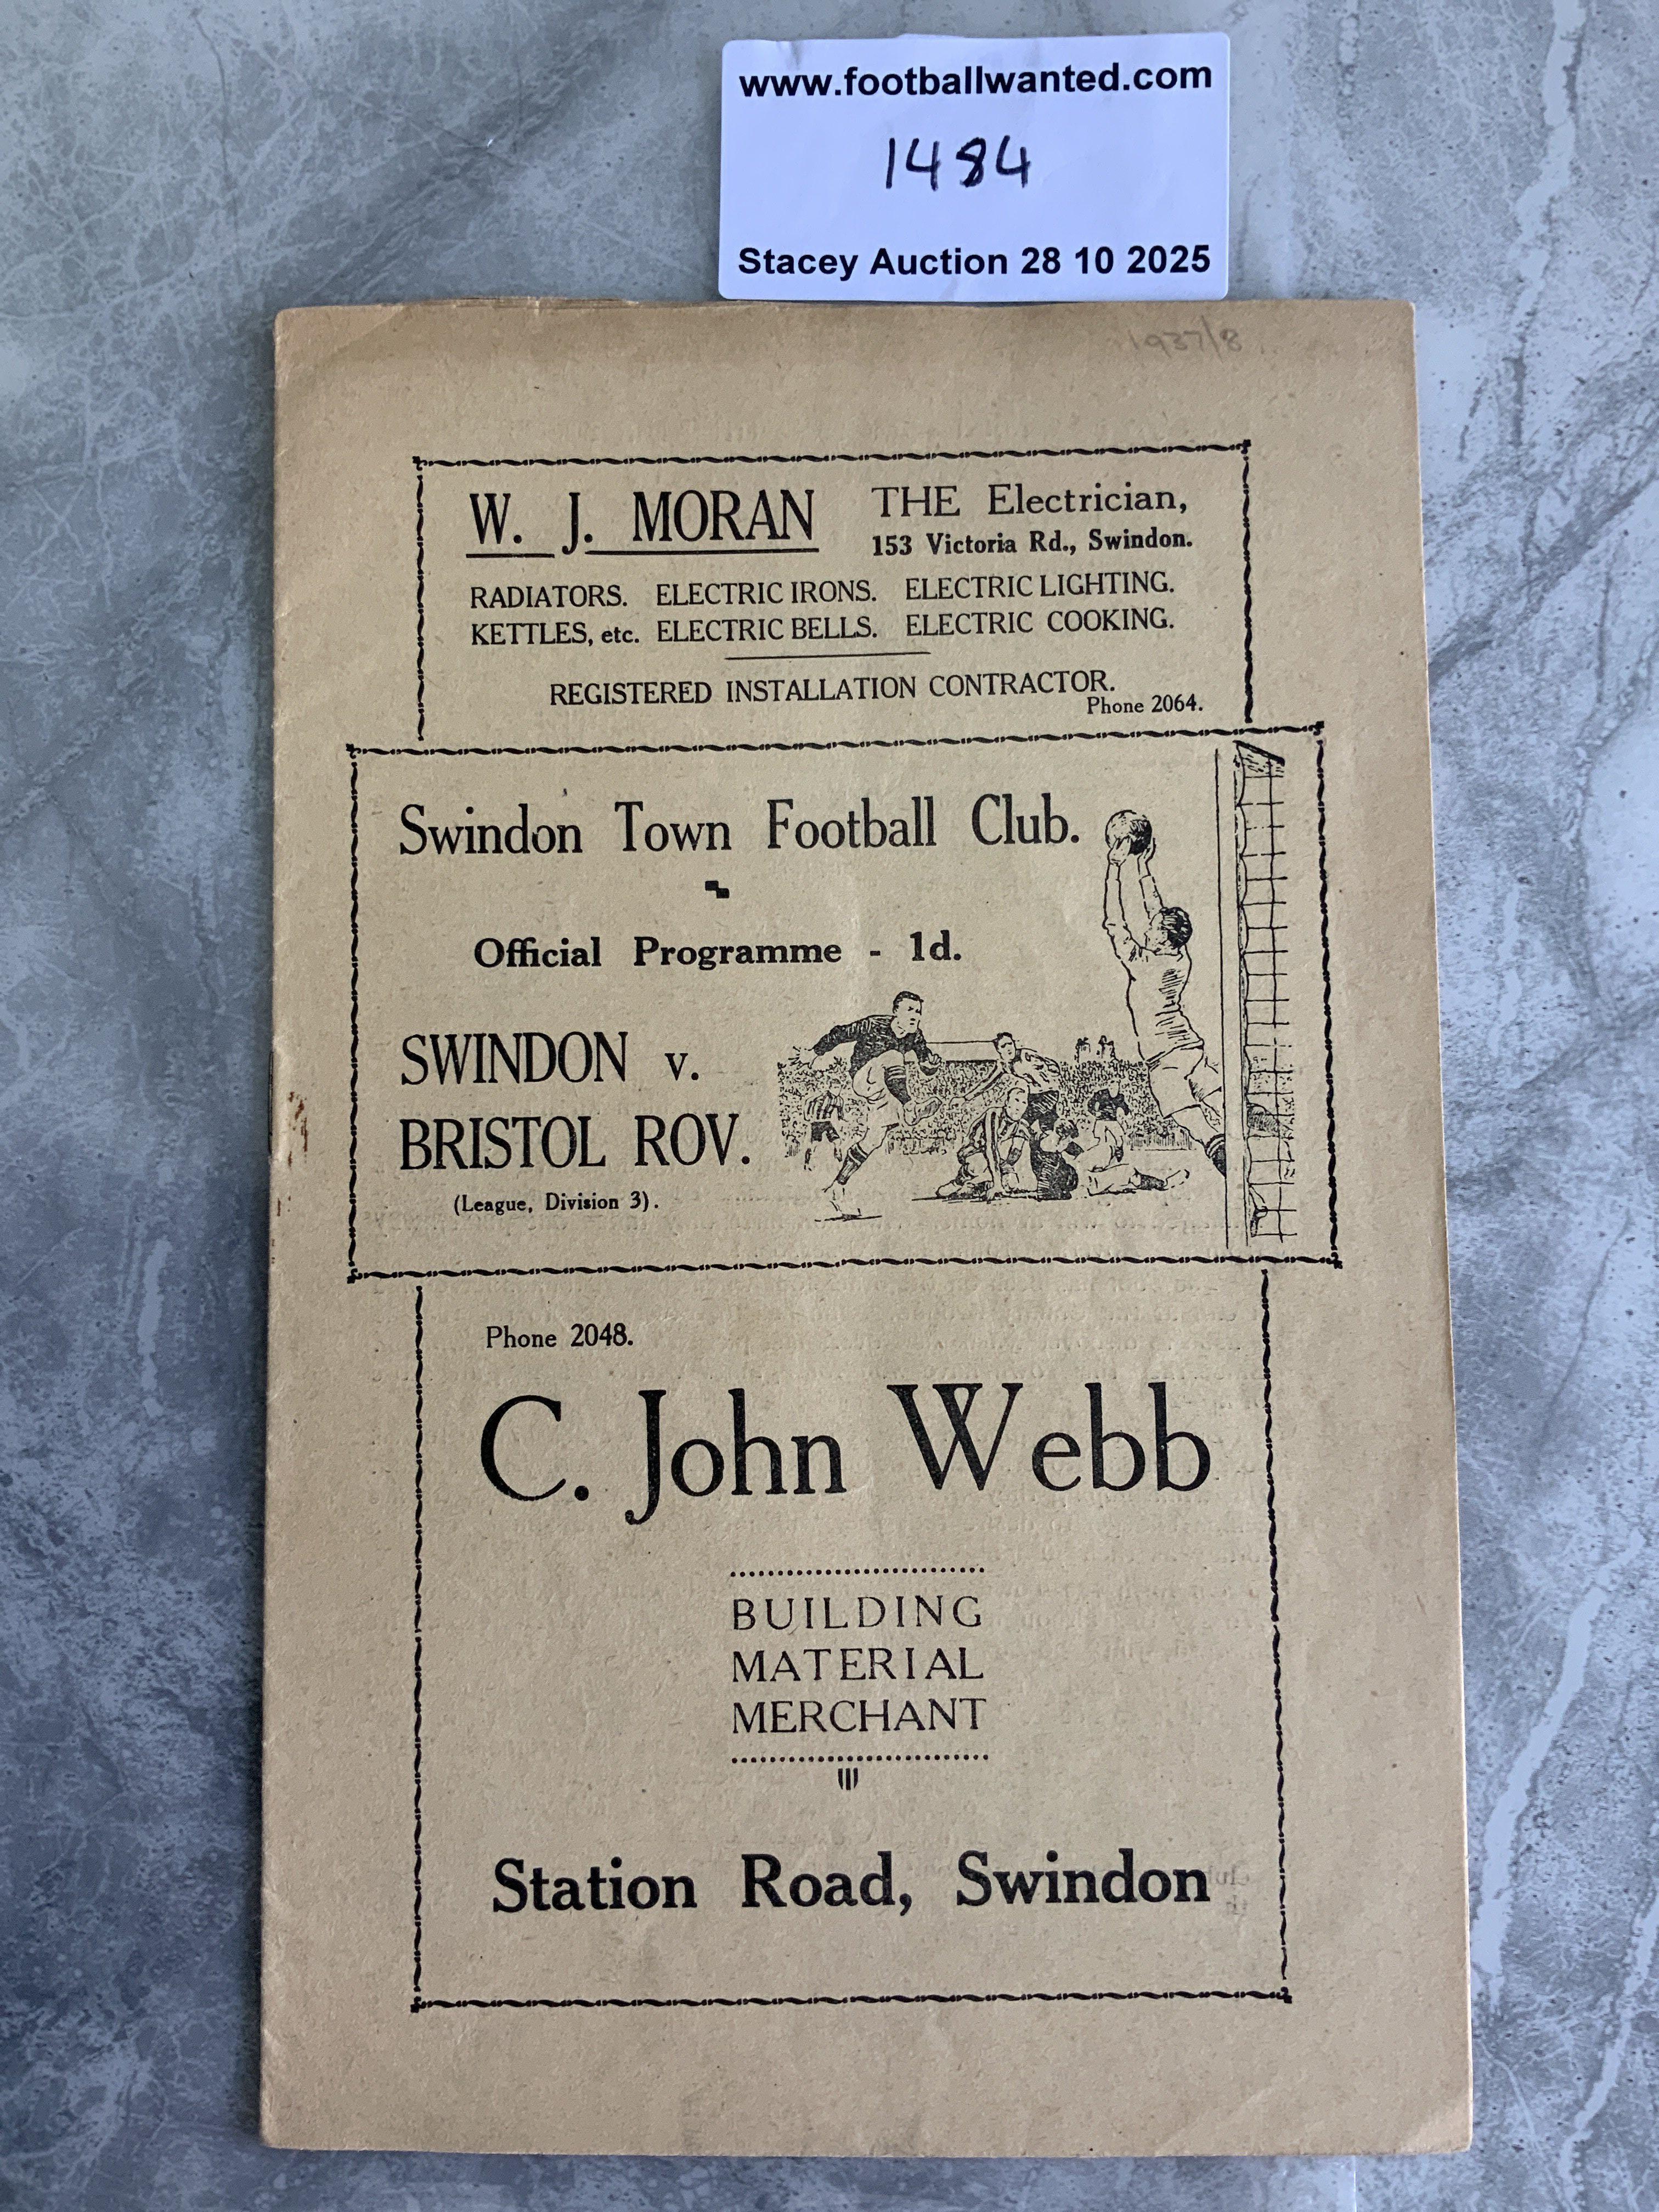 www.footballwanted.com
1484
Stacey Auction 28 10 2025
1937/8
W. J. MORAN THE Electrician,
153 Victoria Rd., Swindon.
RADIATORS. ELECTRIC IRONS. ELECTRIC LIGHTING.
KETTLES, etc. ELECTRIC BELLS. ELECTRIC COOKING.
REGISTERED INSTALLATION CONTRACTOR.
Phone 2064.
Swindon Town Football Club.
Official Programme - 1d.
SWINDON v.
BRISTOL ROV.
(League, Division 3).
Phone 2048.
C. John Webb
BUILDING
MATERIAL
MERCHANT
Station Road, Swindon